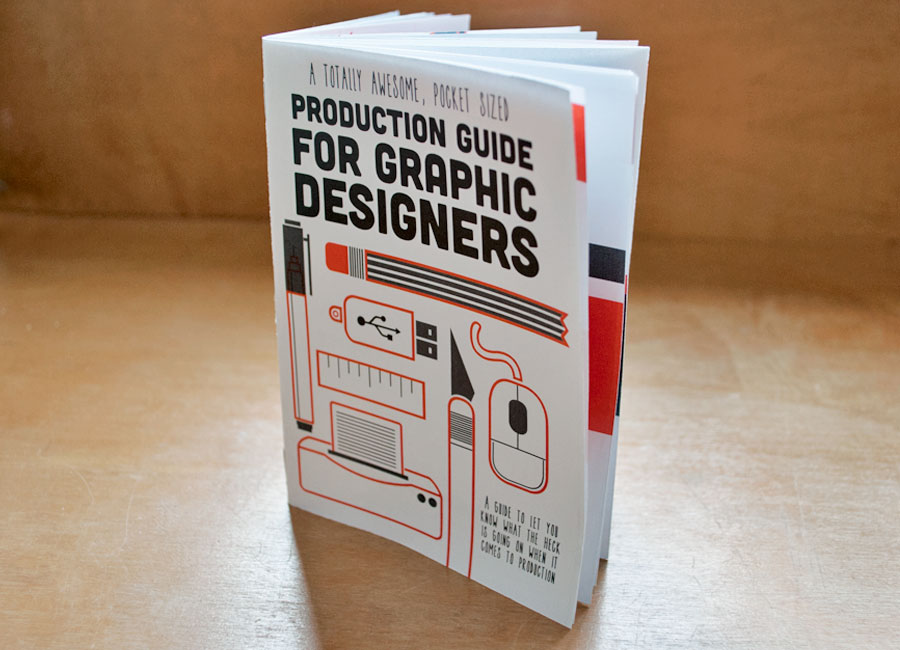 A TOTALLY AWESOME, POCKET SIZED
PRODUCTION GUIDE
FOR GRAPHIC
DESIGNERS
A GUIDE TO LET YOU
KNOW WHAT THE HECK
IS GOING ON WHEN IT
COMES TO PRODUCTION